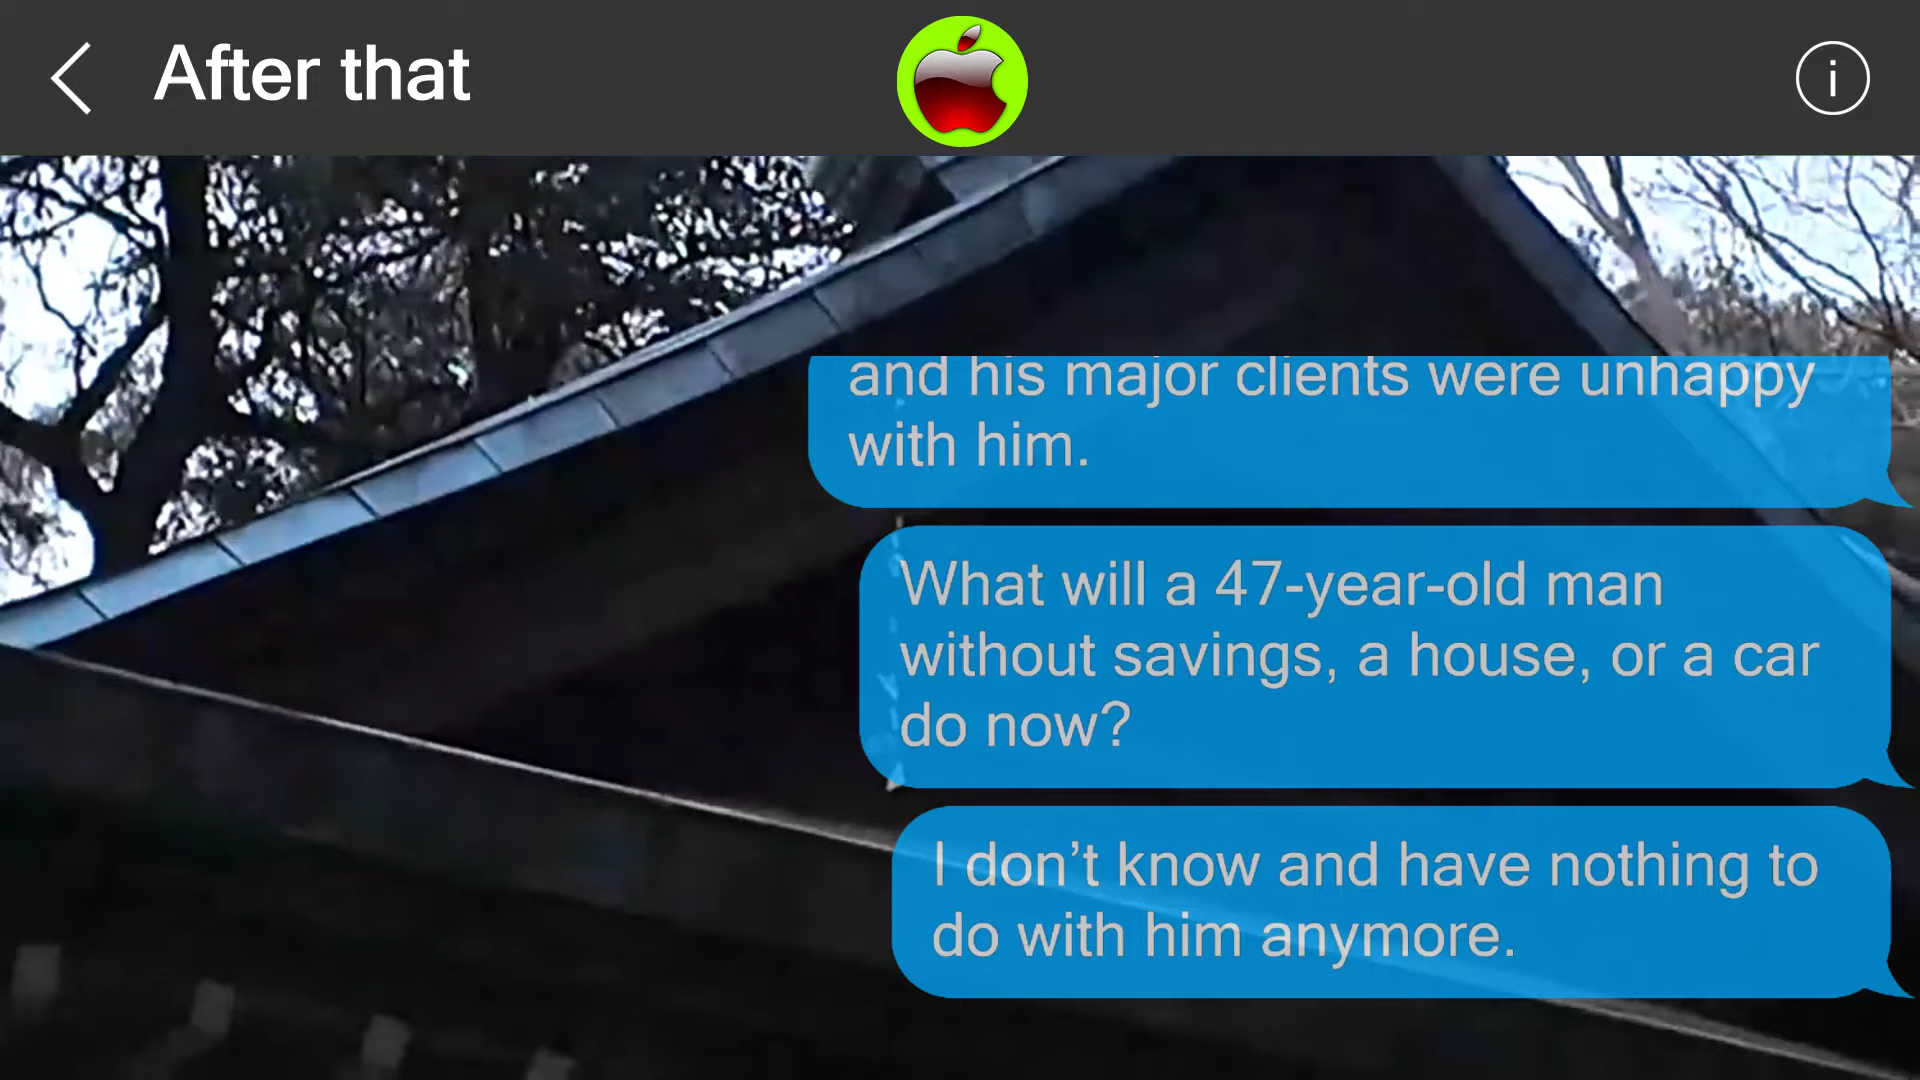 After that
and his major clients were unhappy
with him.
What will a 47-year-old man
without savings, a house, or a car
do now?
I don’t know and have nothing to
do with him anymore.